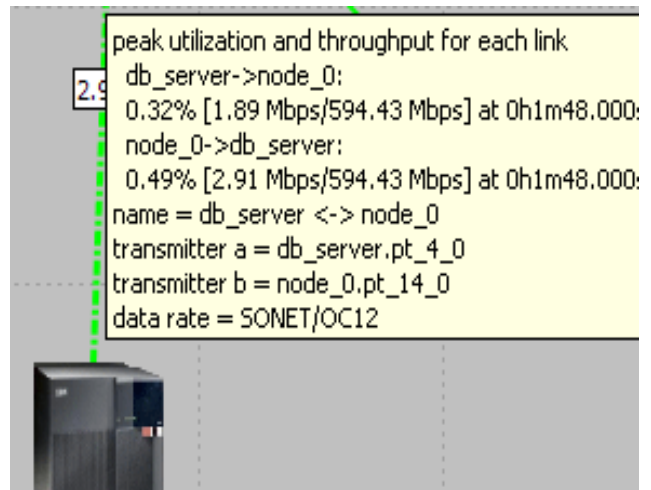 peak utilization and throughput for each link
db_server->node_0:
0.32% [1.89 Mbps/594.43 Mbps] at 0h1m48.000
2.9
node_0->db_server:
0.49% [2.91 Mbps/594.43 Mbps] at 0h1m48.000
name = db_server <-> node_0
transmitter a = db_server.pt_4_0
transmitter b = node_0.pt_14_0
data rate = SONET/OC12